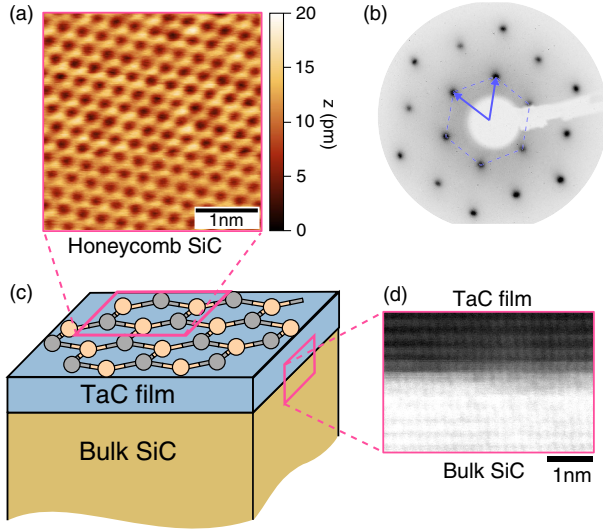 (a)
20
15
10
5
0
z (pm)
1nm
Honeycomb SiC
(b)
(c)
TaC film
Bulk SiC
(d)
TaC film
Bulk SiC
1nm